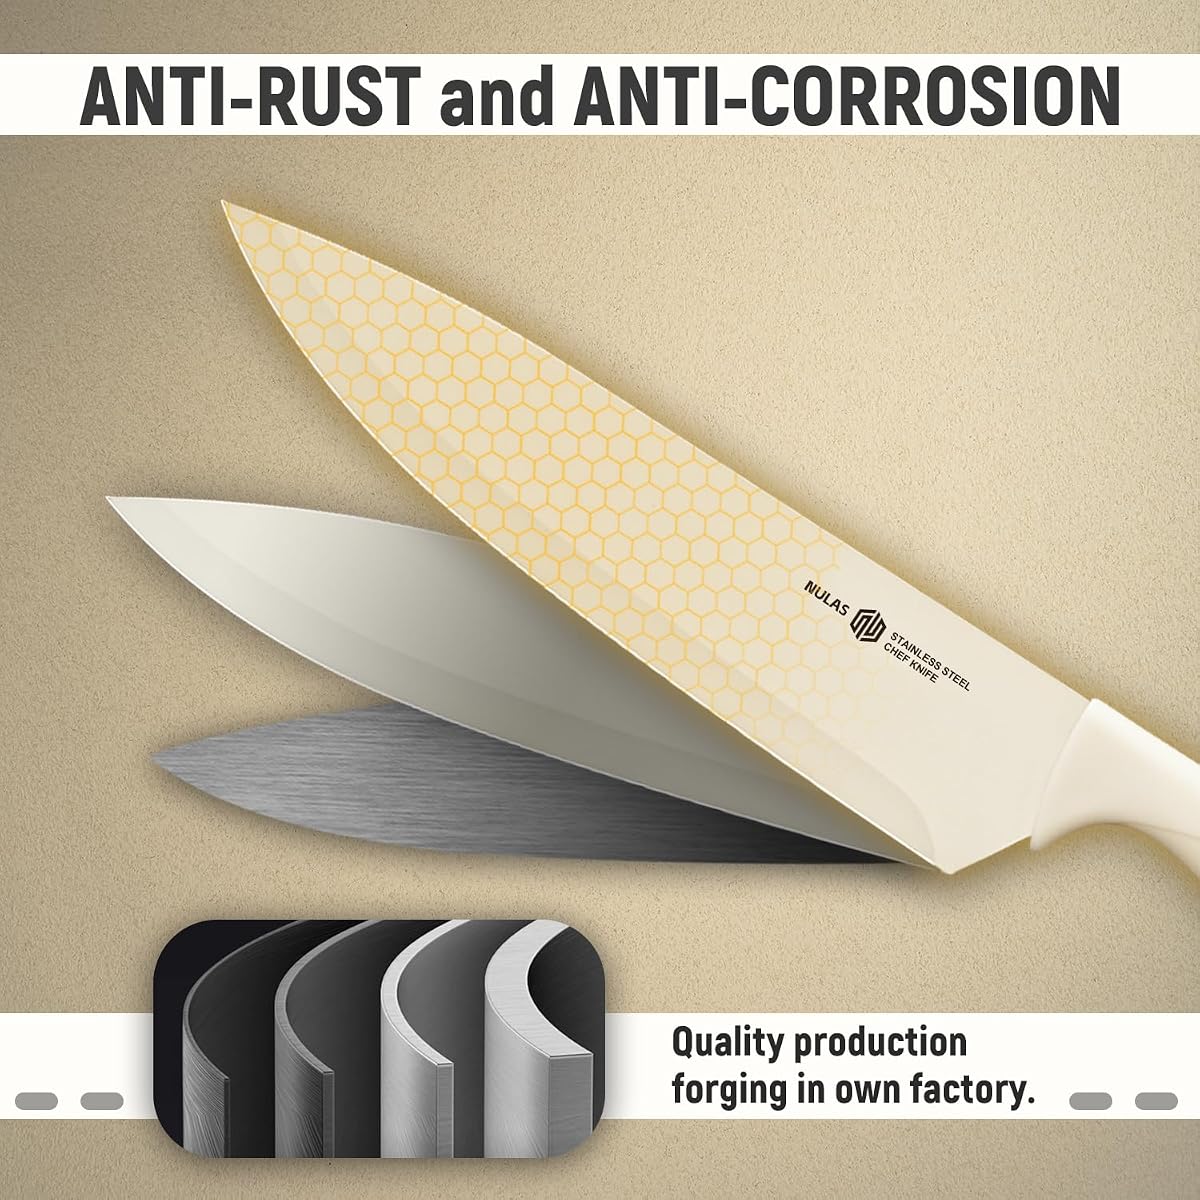 ANTI-RUST and ANTI-CORROSION
NULAS
STAINLESS STEEL
CHEF KNIFE
Quality production
forging in own factory.